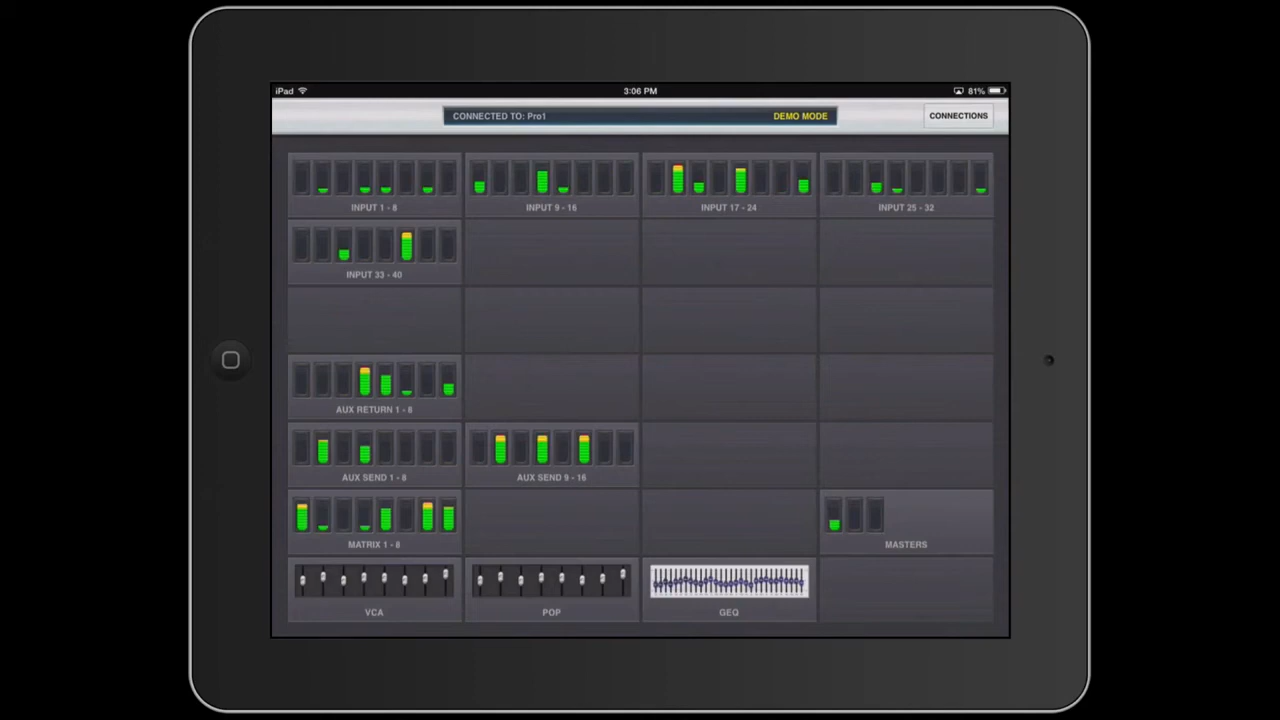 iPad 3:06 PM 81%
CONNECTED TO: Pro1 DEMO MODE CONNECTIONS
INPUT 1 - 8 INPUT 9 - 16 INPUT 17 - 24 INPUT 25 - 32
INPUT 33 - 40
AUX RETURN 1 - 8
AUX SEND 1 - 8 AUX SEND 9 - 16
MATRIX 1 - 8 MASTERS
VCA POP GEQ